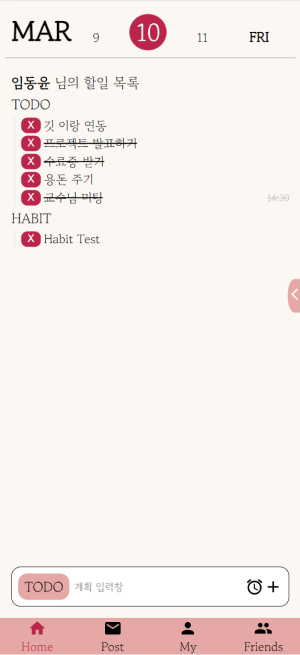 MAR 9 10 11 FRI
임동윤 님의 할일 목록
TODO
X 깃 이랑 연동
X 프로젝트 발표하기
X 수료증 받기
X 용돈 주기
X 교수님 미팅 14:30
HABIT
X Habit Test
TODO 계획 입력창
Home Post My Friends